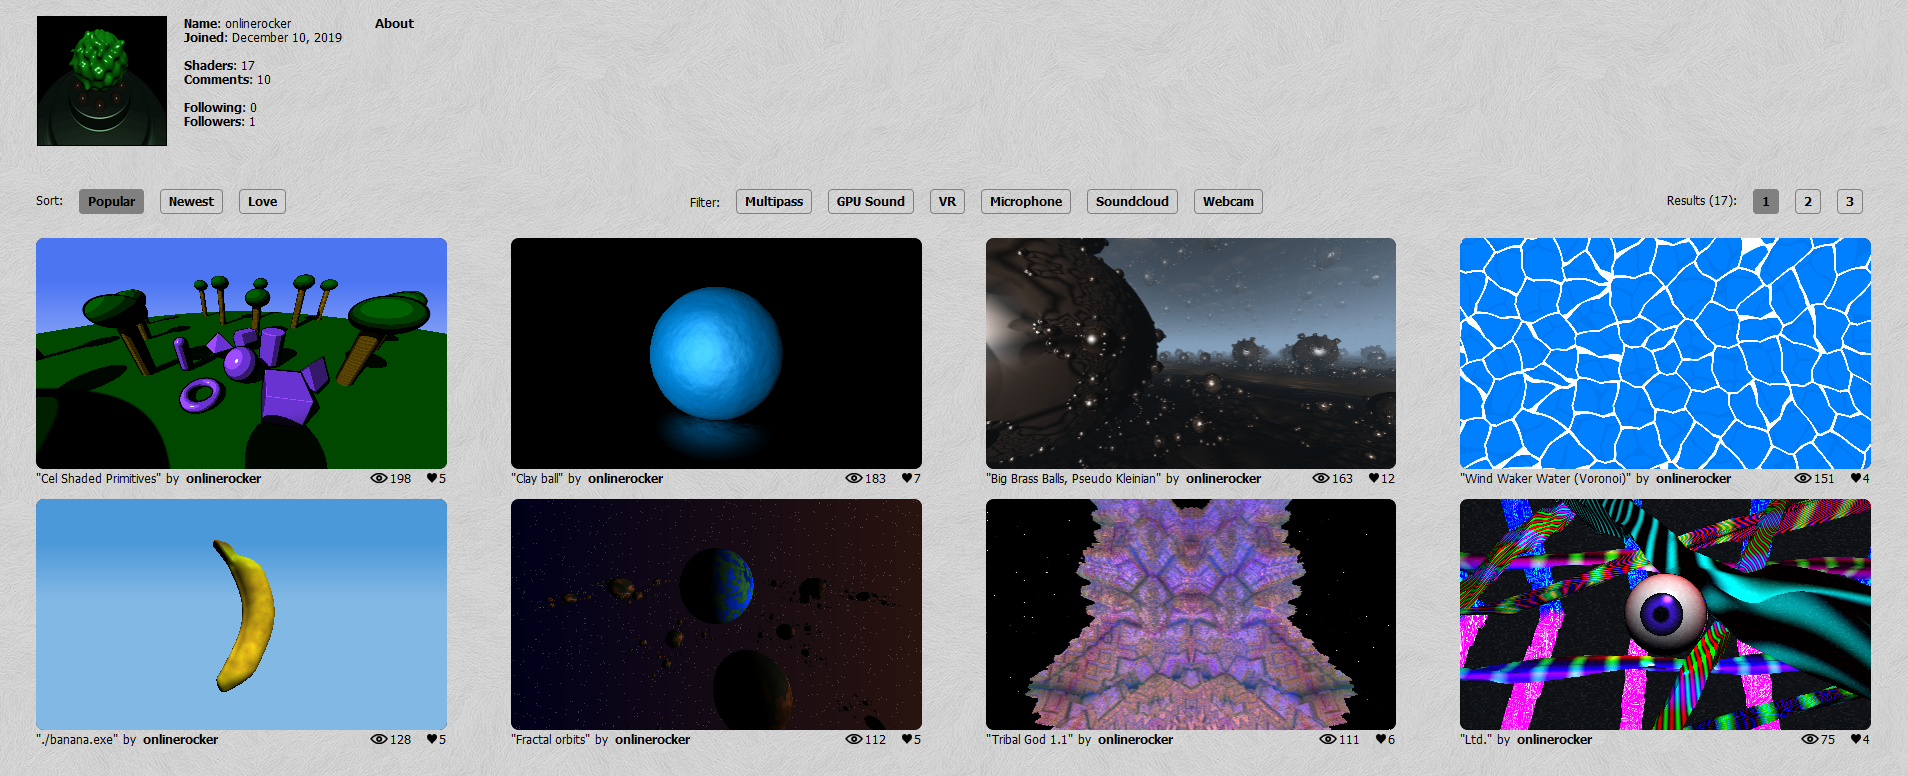 Name: onlinerocker
About
Joined: December 10, 2019
Shaders: 17
Comments: 10
Following: 0
Followers: 1
Sort: Popular Newest Love
Filter: Multipass GPU Sound VR Microphone Soundcloud Webcam
Results (17): 1 2 3
"Cel Shaded Primitives" by onlinerocker 198 ♥5
"Clay ball" by onlinerocker 183 ♥7
"Big Brass Balls, Pseudo Kleinian" by onlinerocker 163 ♥12
"Wind Waker Water (Voronoi)" by onlinerocker 151 ♥4
"./banana.exe" by onlinerocker 128 ♥5
"Fractal orbits" by onlinerocker 112 ♥5
"Tribal God 1.1" by onlinerocker 111 ♥6
"Ltd." by onlinerocker 75 ♥4